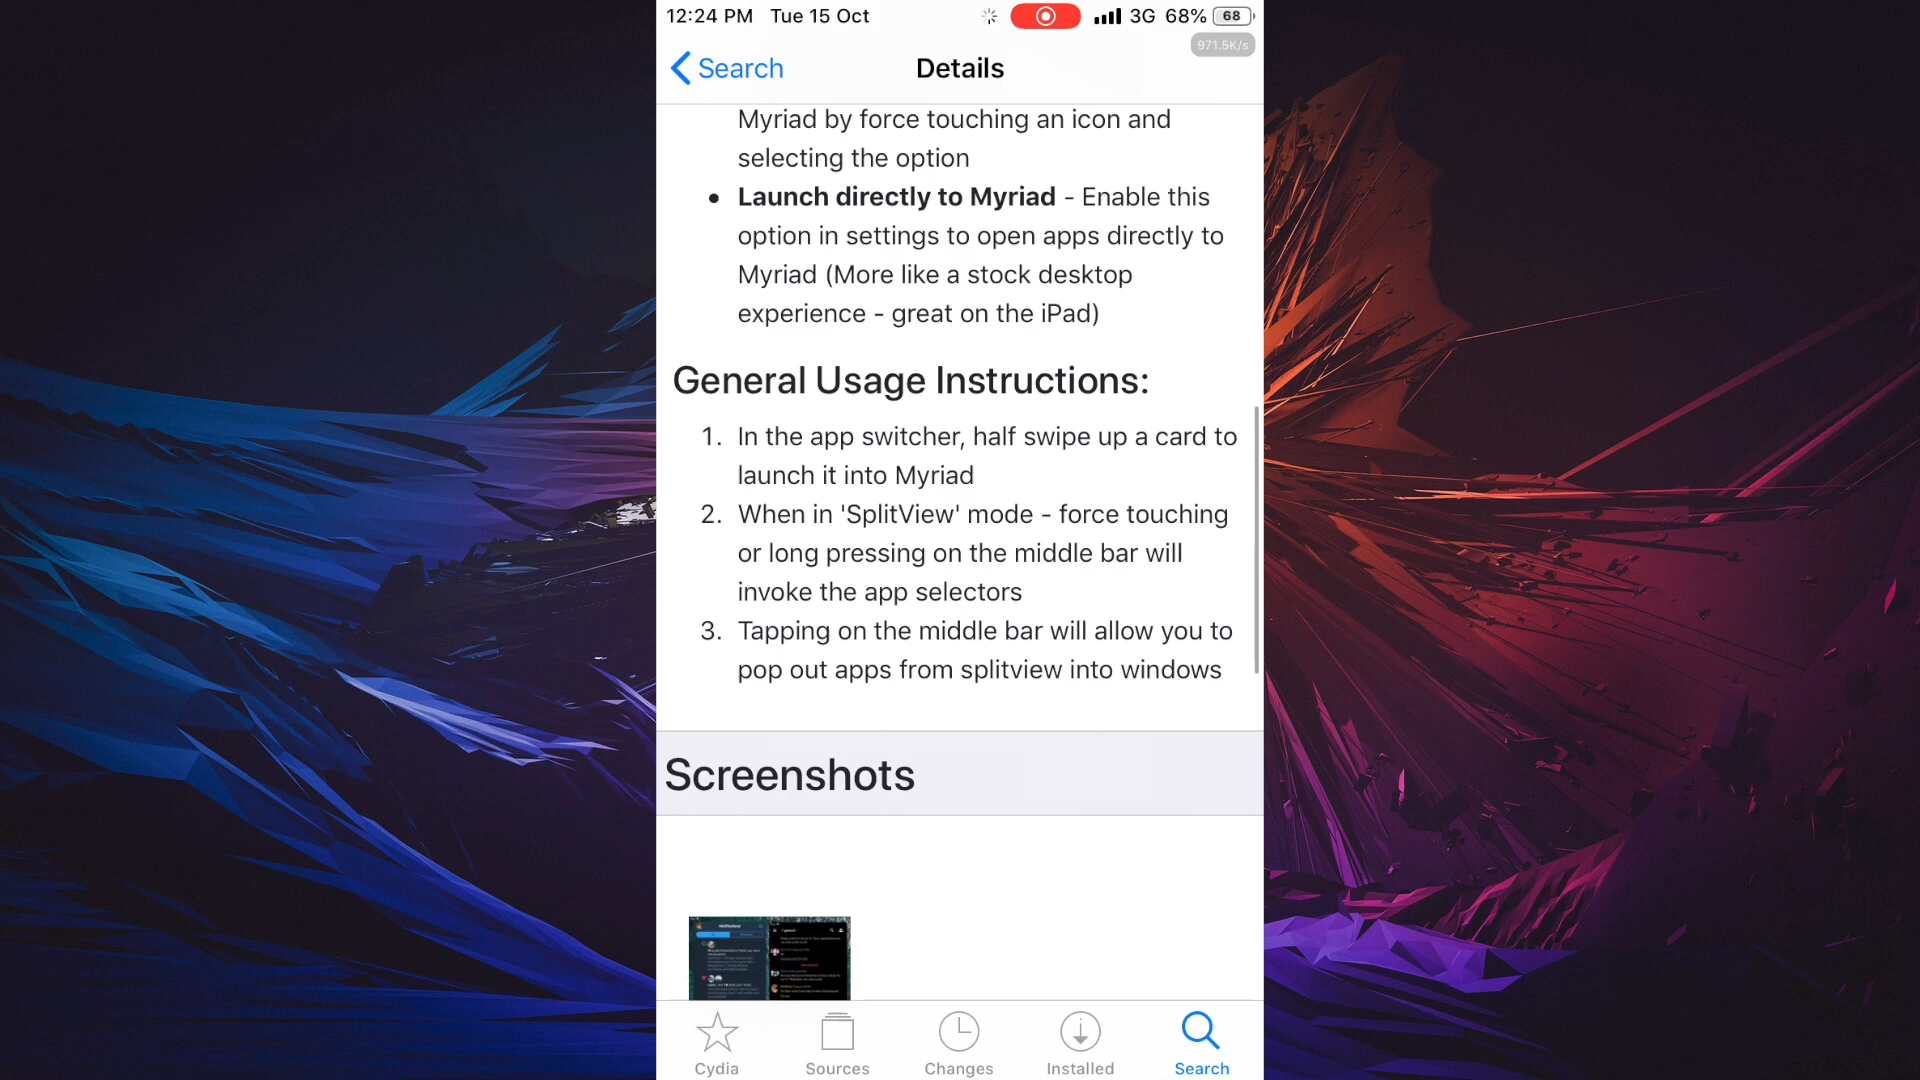 12:24 PM Tue 15 Oct 3G 68% 68
971.5K/s
Search Details
Myriad by force touching an icon and
selecting the option
• Launch directly to Myriad - Enable this
option in settings to open apps directly to
Myriad (More like a stock desktop
experience - great on the iPad)
General Usage Instructions:
1. In the app switcher, half swipe up a card to
launch it into Myriad
2. When in 'SplitView' mode - force touching
or long pressing on the middle bar will
invoke the app selectors
3. Tapping on the middle bar will allow you to
pop out apps from splitview into windows
Screenshots
Cydia Sources Changes Installed Search